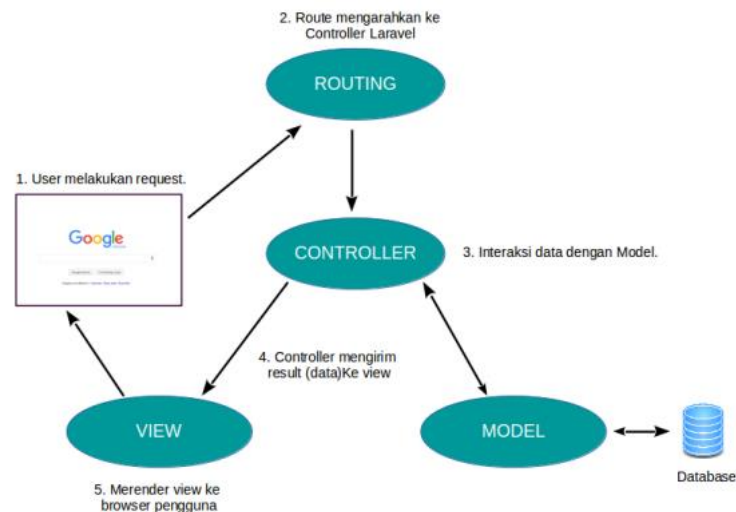 2. Route mengarahkan ke
Controller Laravel
ROUTING
1. User melakukan request.
Google
CONTROLLER
3. Interaksi data dengan Model.
4. Controller mengirim
result (data)Ke view
VIEW
MODEL
Database
5. Merender view ke
browser pengguna